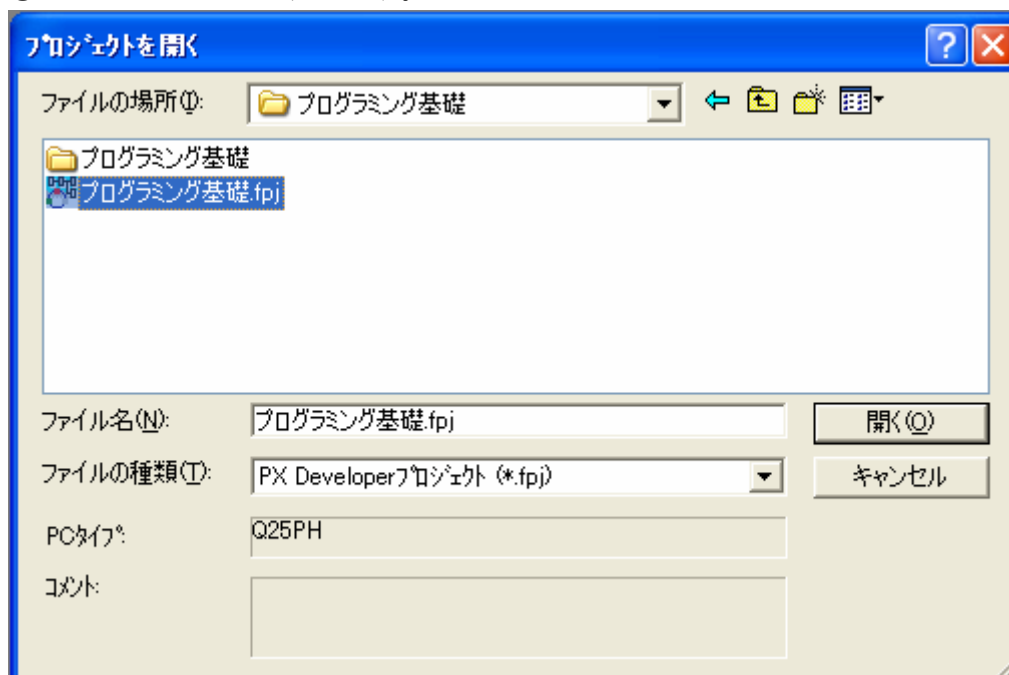 ﾌﾟﾛｼﾞｪｸﾄを開く
ファイルの場所(I):
プログラミング基礎
プログラミング基礎
プログラミング基礎.fpj
ファイル名(N):
プログラミング基礎.fpj
開く(O)
ファイルの種類(T):
PX Developerﾌﾟﾛｼﾞｪｸﾄ (*.fpj)
キャンセル
PCﾀｲﾌﾟ:
Q25PH
ｺﾒﾝﾄ: